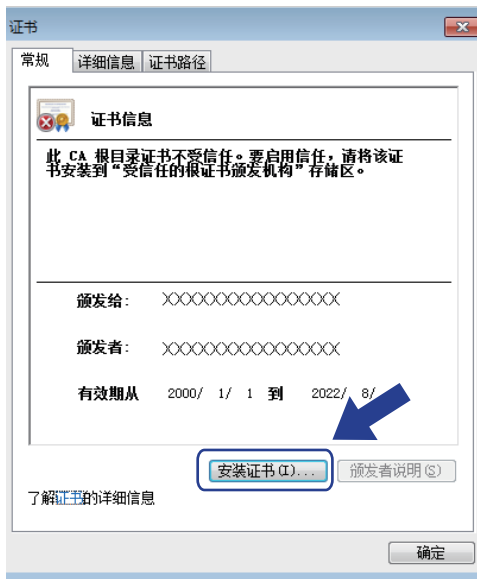 证书
常规 详细信息 证书路径
证书信息
此 CA 根目录证书不受信任。要启用信任，请将该证
书安装到“受信任的根证书颁发机构”存储区。
颁发给： XXXXXXXXXXXXXXXXX
颁发者： XXXXXXXXXXXXXXXXX
有效期从 2000/ 1/ 1 到 2022/ 8/
安装证书(I)... 颁发者说明(S)
了解证书的详细信息
确定